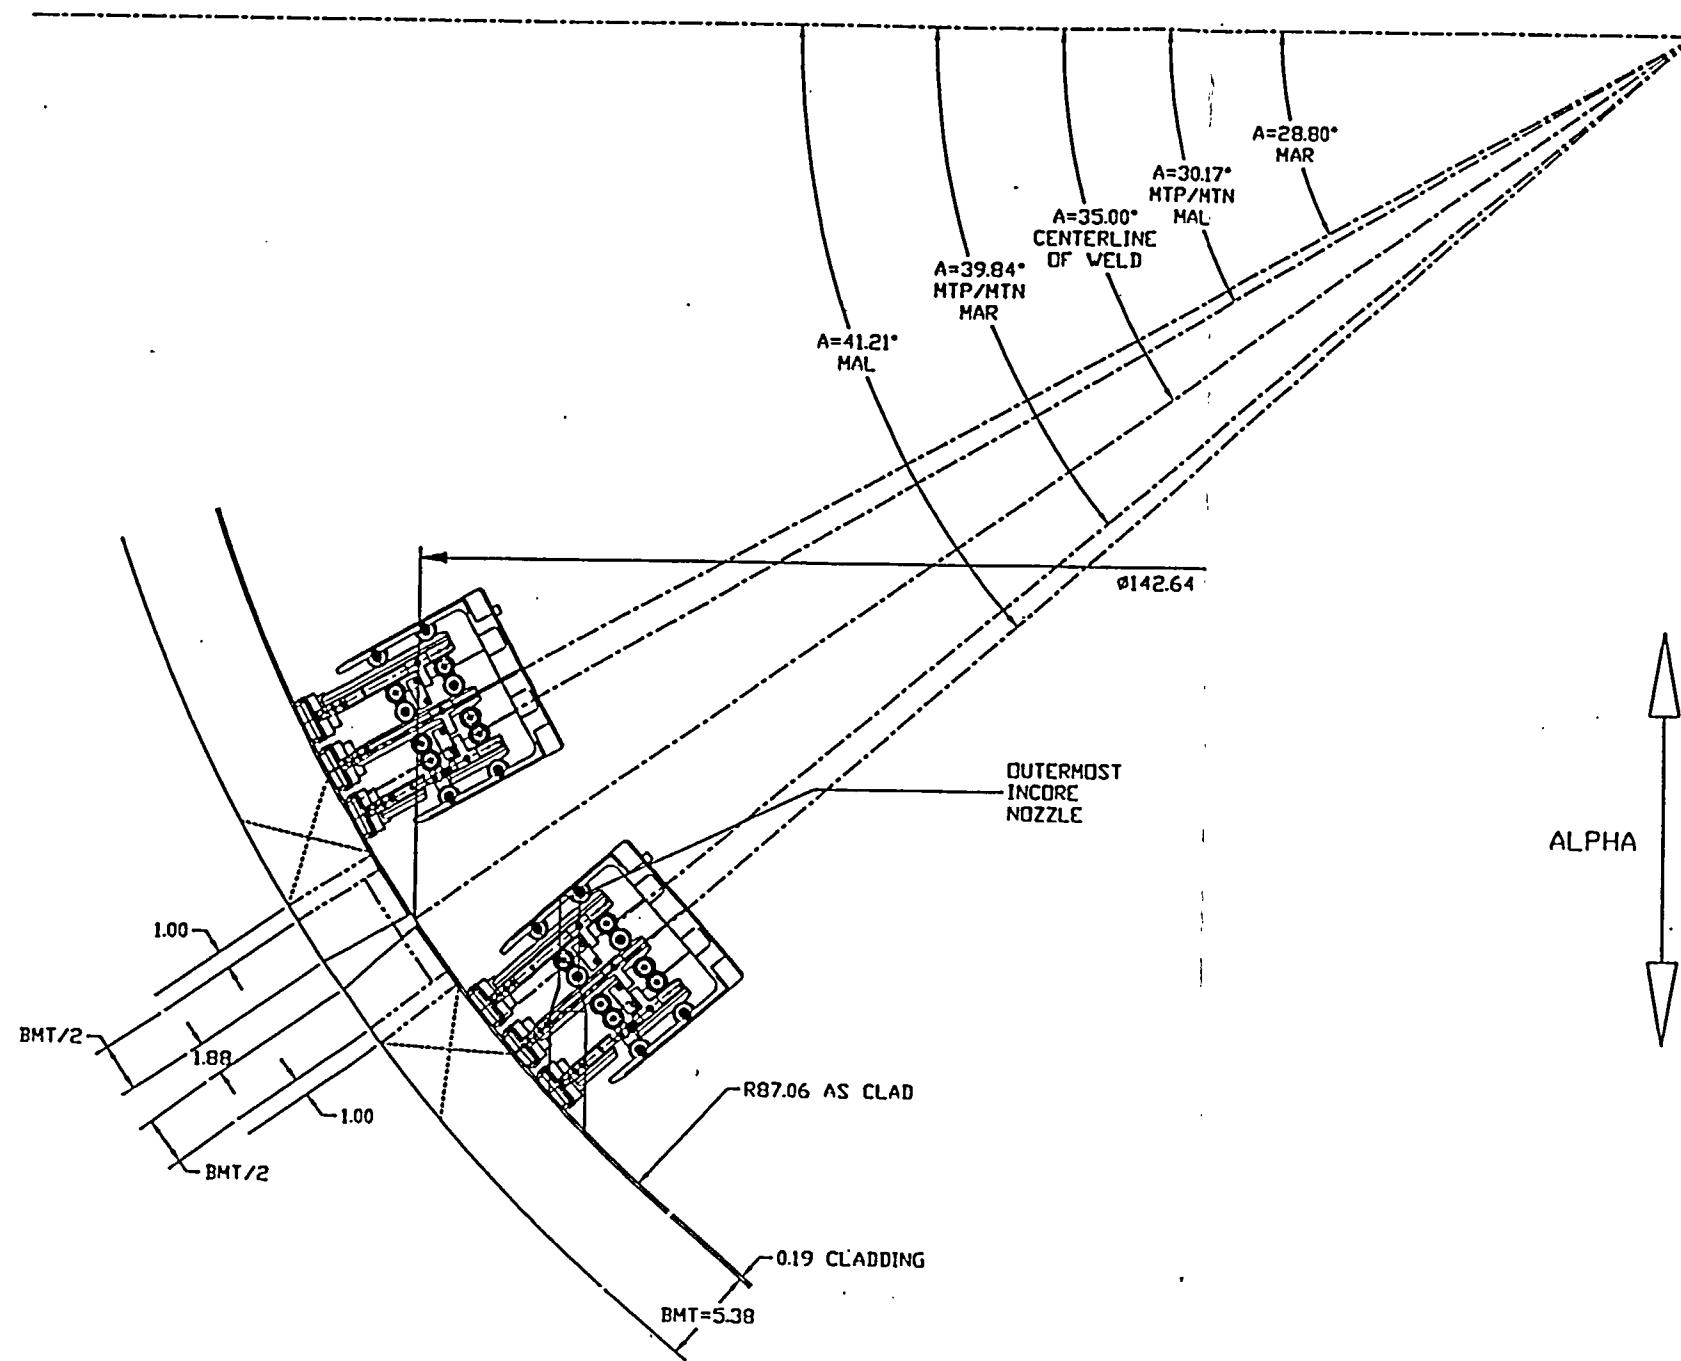 A=28.80°
MAR
A=30.17°
MTP/MTN
MAL
A=35.00°
CENTERLINE
OF WELD
A=39.84°
MTP/MTN
MAR
A=41.21°
MAL
ø142.64
OUTERMOST
INCORE
NOZZLE
ALPHA
1.00
BMT/2
1.88
1.00
BMT/2
R87.06 AS CLAD
0.19 CLADDING
BMT=5.38